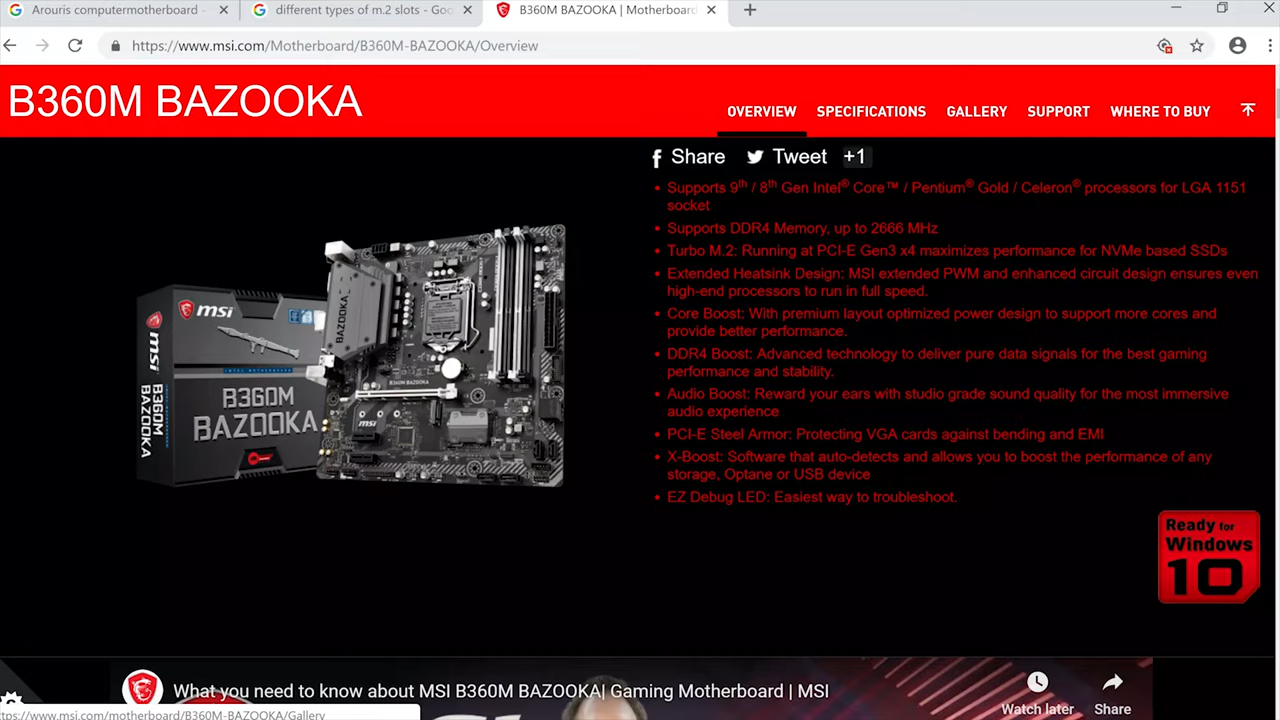 Arouris computermotherboard -
different types of m.2 slots - Goo
B360M BAZOOKA | Motherboard
https://www.msi.com/Motherboard/B360M-BAZOOKA/Overview
B360M BAZOOKA
OVERVIEW SPECIFICATIONS GALLERY SUPPORT WHERE TO BUY
Share Tweet +1
• Supports 9th / 8th Gen Intel® Core™ / Pentium® Gold / Celeron® processors for LGA 1151
socket
• Supports DDR4 Memory, up to 2666 MHz
• Turbo M.2: Running at PCI-E Gen3 x4 maximizes performance for NVMe based SSDs
• Extended Heatsink Design: MSI extended PWM and enhanced circuit design ensures even
high-end processors to run in full speed.
• Core Boost: With premium layout optimized power design to support more cores and
provide better performance.
• DDR4 Boost: Advanced technology to deliver pure data signals for the best gaming
performance and stability.
• Audio Boost: Reward your ears with studio grade sound quality for the most immersive
audio experience
• PCI-E Steel Armor: Protecting VGA cards against bending and EMI
• X-Boost: Software that auto-detects and allows you to boost the performance of any
storage, Optane or USB device
• EZ Debug LED: Easiest way to troubleshoot.
msi
msi
B360M
BAZOOKA
B360M
BAZOOKA
BAZOOKA
B360M BAZOOKA
msi
Ready for
Windows
10
What you need to know about MSI B360M BAZOOKA| Gaming Motherboard | MSI
Watch later Share
ttps://www.msi.com/motherboard/B360M-BAZOOKA/Gallery